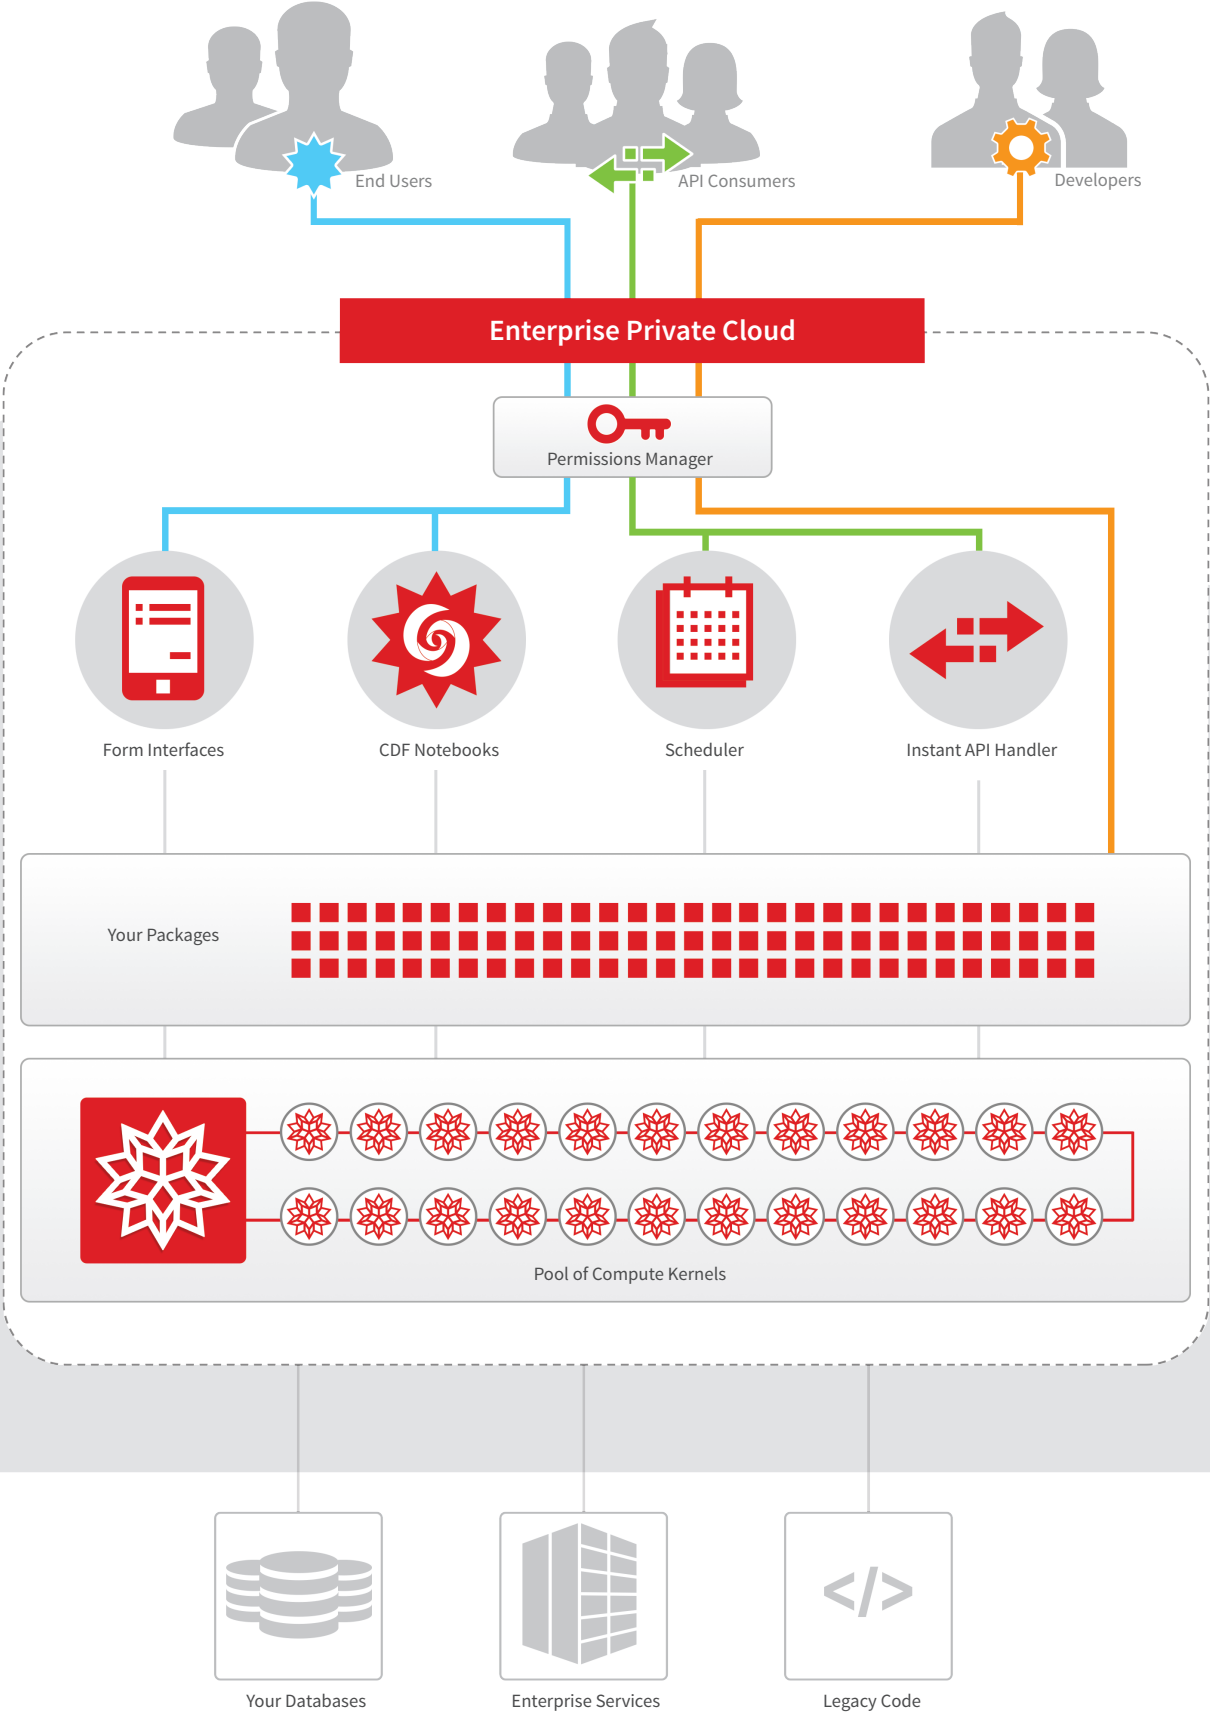 End Users
API Consumers
Developers
Enterprise Private Cloud
Permissions Manager
Form Interfaces
CDF Notebooks
Scheduler
Instant API Handler
Your Packages
Pool of Compute Kernels
</>
Your Databases
Enterprise Services
Legacy Code